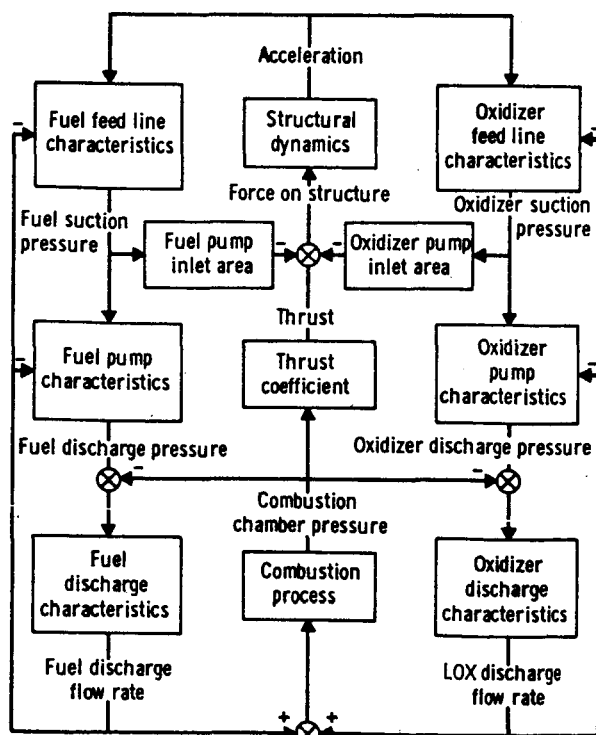 Acceleration
Fuel feed line
characteristics
Structural
dynamics
Oxidizer
feed line
characteristics
-
-
Force on structure
Fuel suction
pressure
Oxidizer suction
pressure
Fuel pump
inlet area
-
-
Oxidizer pump
inlet area
Thrust
Fuel pump
characteristics
Thrust
coefficient
Oxidizer
pump
characteristics
-
-
Fuel discharge pressure
Oxidizer discharge pressure
-
-
Combustion
chamber pressure
Fuel
discharge
characteristics
Combustion
process
Oxidizer
discharge
characteristics
Fuel discharge
flow rate
LOX discharge
flow rate
+
+